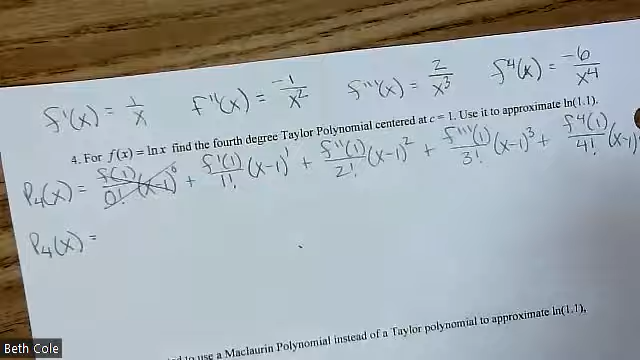 f'(x) = 1/x f''(x) = -1/x² f'''(x) = 2/x³ f⁴(x) = -6/x⁴
4. For f(x) = ln x find the fourth degree Taylor Polynomial centered at c = 1. Use it to approximate ln(1.1).
P₄(x) = f(1)/0! (x-1)⁰ + f'(1)/1! (x-1)¹ + f''(1)/2! (x-1)² + f'''(1)/3! (x-1)³ + f⁴(1)/4! (x-1)
P₄(x) =
to use a Maclaurin Polynomial instead of a Taylor polynomial to approximate ln(1.1),
Beth Cole